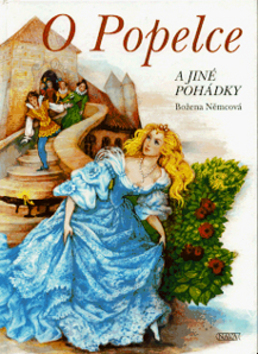 O Popelce
A JINÉ
POHÁDKY
Božena Němcová